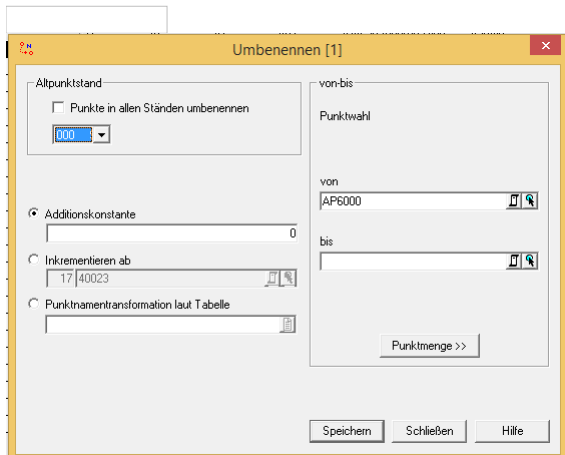 Umbenennen [1]
Altpunktstand
Punkte in allen Ständen umbenennen
000
Additionskonstante
0
Inkrementieren ab
17 40023
Punktnamentransformation laut Tabelle
von-bis
Punktwahl
von
AP6000
bis
Punktmenge >>
Speichern Schließen Hilfe